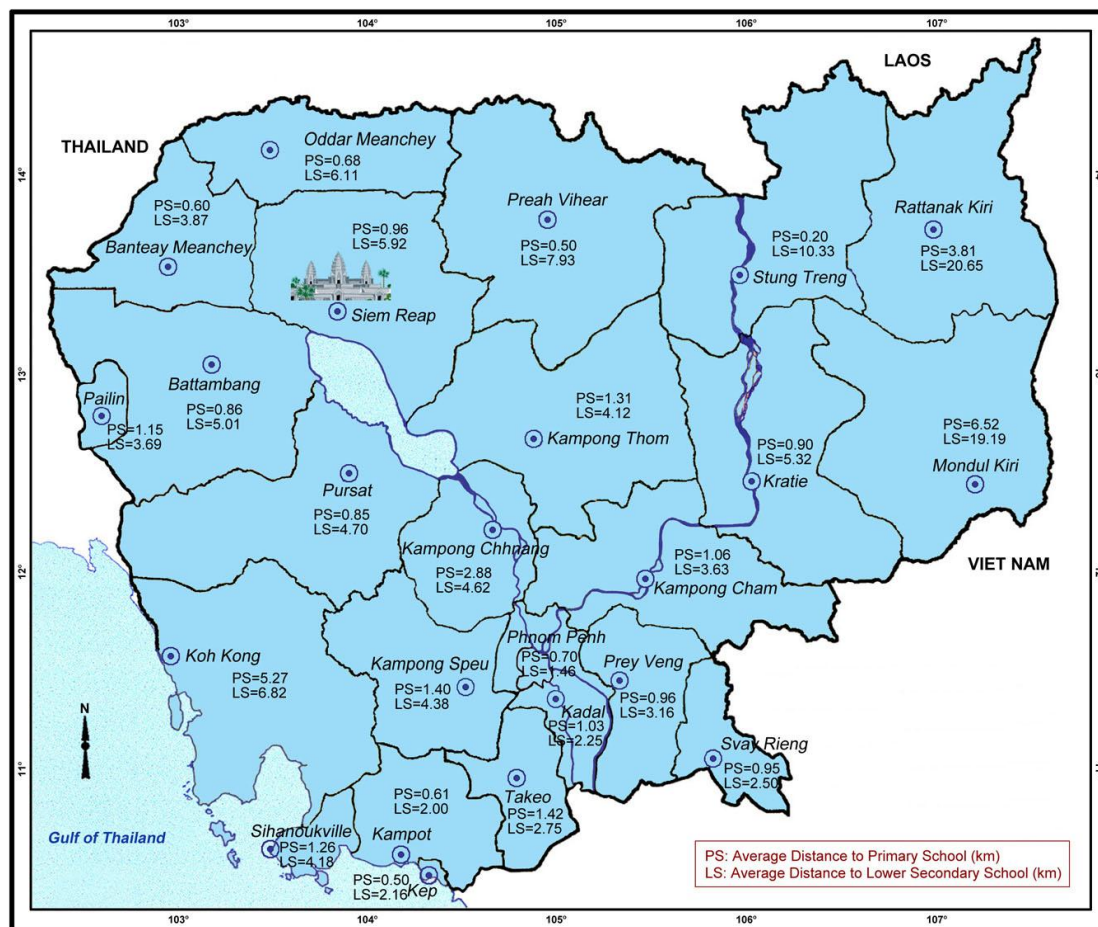 103°
104°
105°
106°
107°
LAOS
THAILAND
Oddar Meanchey
PS=0.68
LS=6.11
14°
PS=0.60
LS=3.87
Banteay Meanchey
PS=0.96
LS=5.92
Siem Reap
Preah Vihear
PS=0.50
LS=7.93
PS=0.20
LS=10.33
Stung Treng
Rattanak Kiri
PS=3.81
LS=20.65
13°
Battambang
PS=0.86
LS=5.01
Pailin
PS=1.15
LS=3.69
PS=1.31
LS=4.12
Kampong Thom
PS=0.90
LS=5.32
Kratie
PS=6.52
LS=19.19
Mondul Kiri
Pursat
PS=0.85
LS=4.70
Kampong Chhnang
PS=2.88
LS=4.62
12°
PS=1.06
LS=3.63
Kampong Cham
VIET NAM
Koh Kong
PS=5.27
LS=6.82
Kampong Speu
PS=1.40
LS=4.38
Phnom Penh
PS=0.70
LS=1.46
Prey Veng
PS=0.96
LS=3.16
Kadal
PS=1.03
LS=2.25
Svay Rieng
PS=0.95
LS=2.50
N
11°
Takeo
PS=1.42
LS=2.75
PS=0.61
LS=2.00
Kampot
Gulf of Thailand
Sihanoukville
PS=1.26
LS=4.18
PS=0.50
LS=2.16
Kep
PS: Average Distance to Primary School (km)
LS: Average Distance to Lower Secondary School (km)
103°
104°
105°
106°
107°